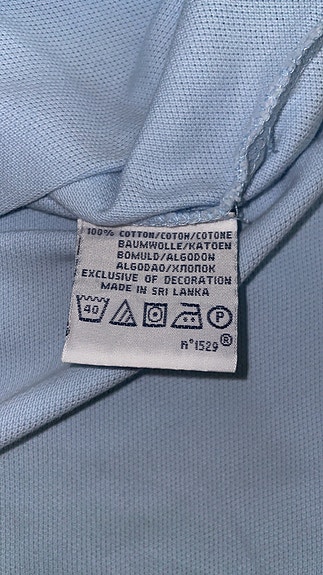 100% COTTON/COTON/COTONE
BAUMWOLLE/KATOEN
BOMULD/ALGODON
ALGODAO/ХЛОПОК
EXCLUSIVE OF DECORATION
MADE IN SRI LANKA
40 P
N°1529®